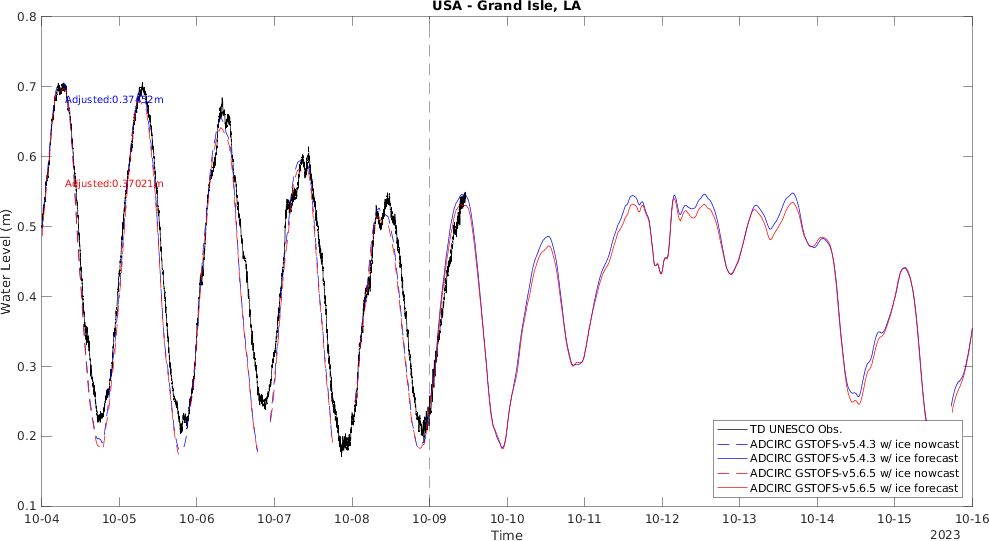 USA - Grand Isle, LA
0.8
0.7
0.6
0.5
0.4
0.3
0.2
0.1
Water Level (m)
Adjusted:0.37452m
Adjusted:0.37021m
TD UNESCO Obs.
ADCIRC GSTOFS-v5.4.3 w/ ice nowcast
ADCIRC GSTOFS-v5.4.3 w/ ice forecast
ADCIRC GSTOFS-v5.6.5 w/ ice nowcast
ADCIRC GSTOFS-v5.6.5 w/ ice forecast
10-04 10-05 10-06 10-07 10-08 10-09 10-10 10-11 10-12 10-13 10-14 10-15 10-16
Time
2023